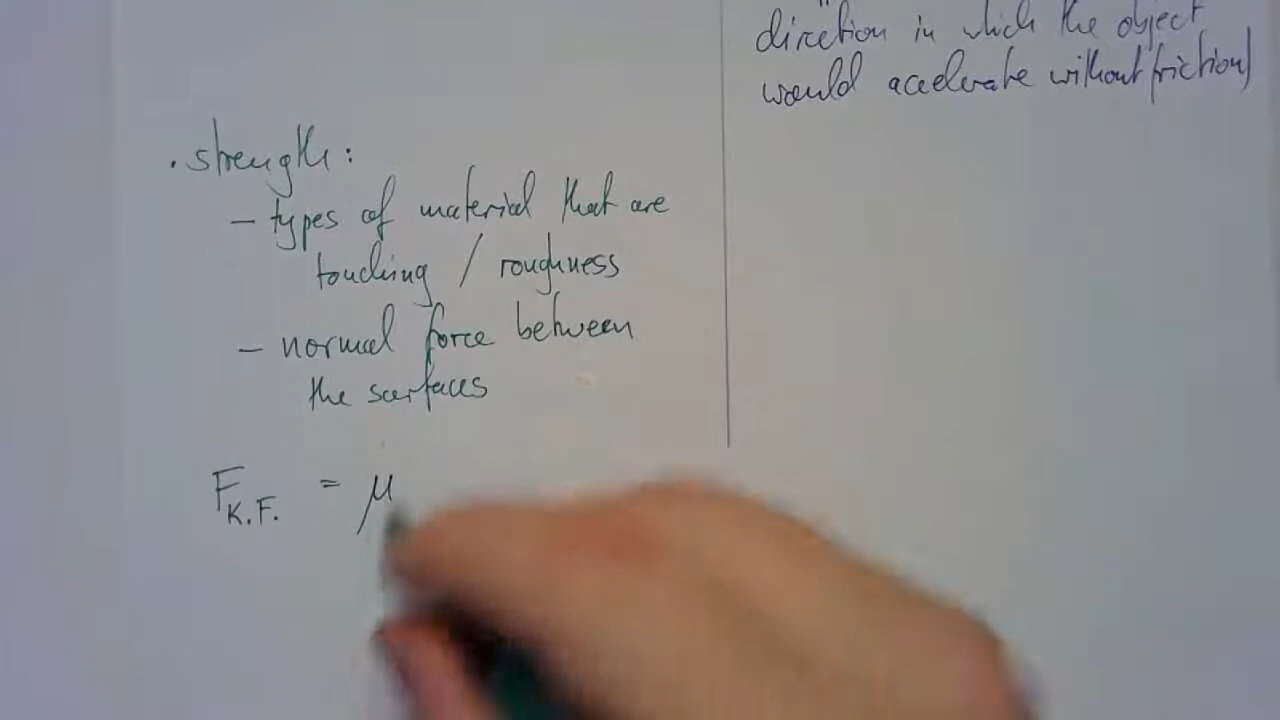 direction in which the object
would accelerate without friction)
• strength:
– types of material that are
touching / roughness
– normal force between
the surfaces
F_K.F. = μ